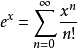 e^x = \sum_{n=0}^{\infty} \frac{x^n}{n!}